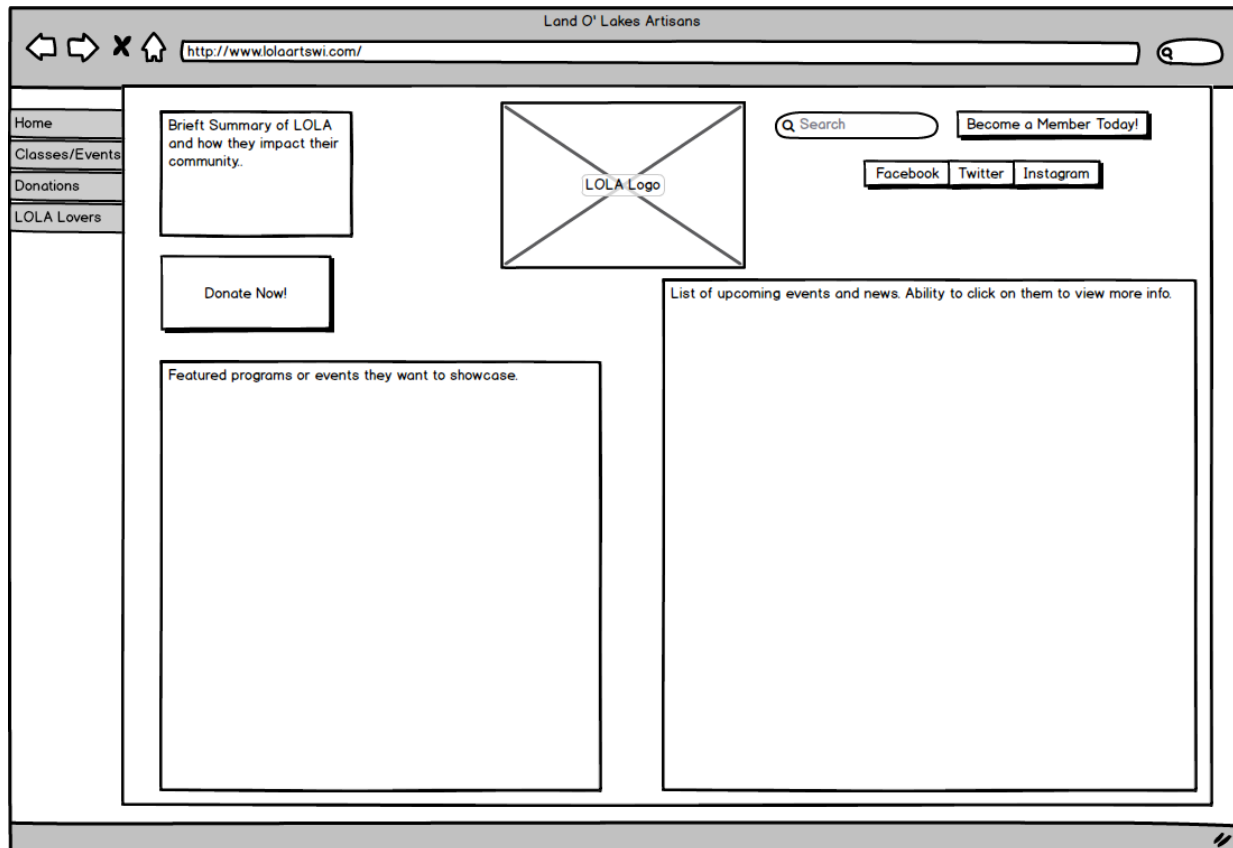 Land O' Lakes Artisans
http://www.lolaartswi.com/
Home
Classes/Events
Donations
LOLA Lovers
Brieft Summary of LOLA
and how they impact their
community..
LOLA Logo
Search
Become a Member Today!
Facebook
Twitter
Instagram
Donate Now!
List of upcoming events and news. Ability to click on them to view more info.
Featured programs or events they want to showcase.